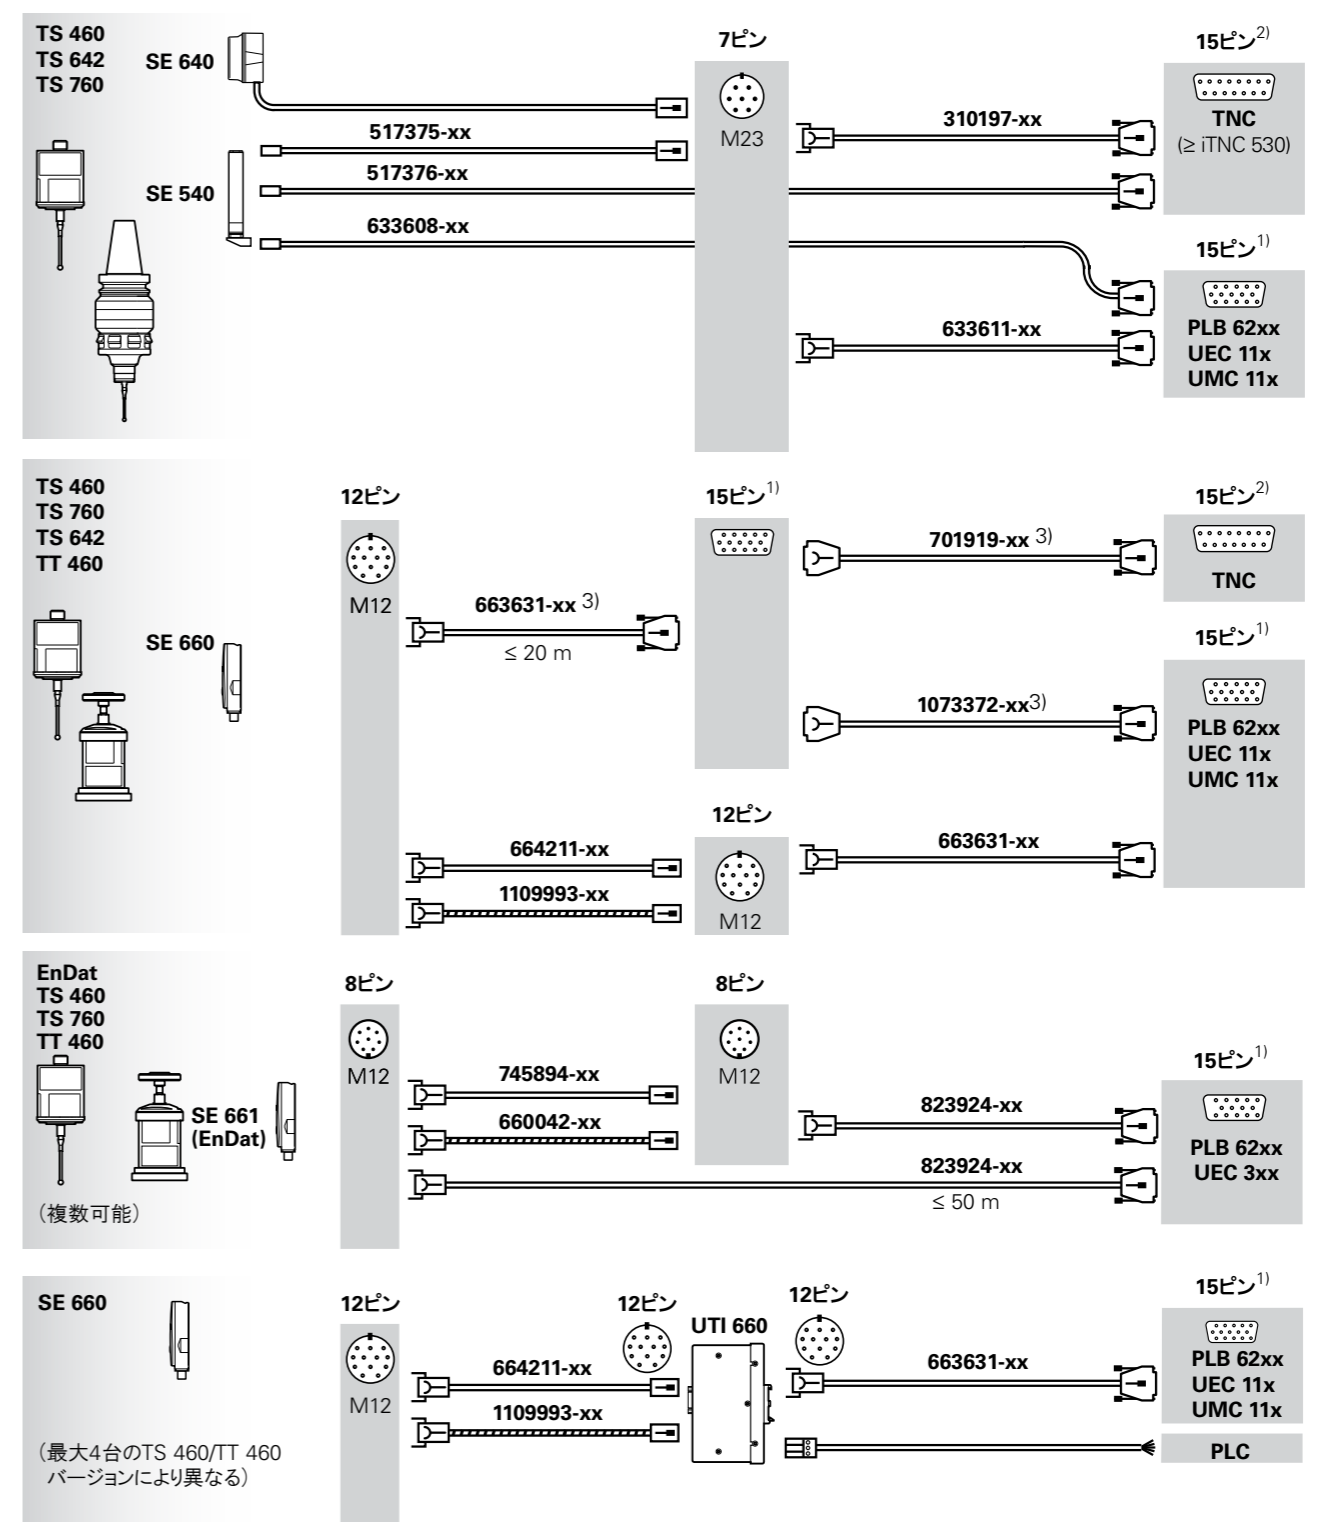 TS 460
TS 642
TS 760
SE 640
SE 540
517375-xx
517376-xx
633608-xx
7ピン
M23
310197-xx
633611-xx
15ピン2)
TNC
(≥ iTNC 530)
15ピン1)
PLB 62xx
UEC 11x
UMC 11x
TS 460
TS 760
TS 642
TT 460
SE 660
12ピン
M12
663631-xx 3)
≤ 20 m
664211-xx
1109993-xx
15ピン1)
12ピン
M12
701919-xx 3)
1073372-xx3)
663631-xx
15ピン2)
TNC
15ピン1)
PLB 62xx
UEC 11x
UMC 11x
EnDat
TS 460
TS 760
TT 460
SE 661
(EnDat)
（複数可能）
8ピン
M12
745894-xx
660042-xx
8ピン
M12
823924-xx
823924-xx
≤ 50 m
15ピン1)
PLB 62xx
UEC 3xx
SE 660
（最大4台のTS 460/TT 460
バージョンにより異なる）
12ピン
M12
664211-xx
1109993-xx
12ピン
UTI 660
12ピン
663631-xx
15ピン1)
PLB 62xx
UEC 11x
UMC 11x
PLC